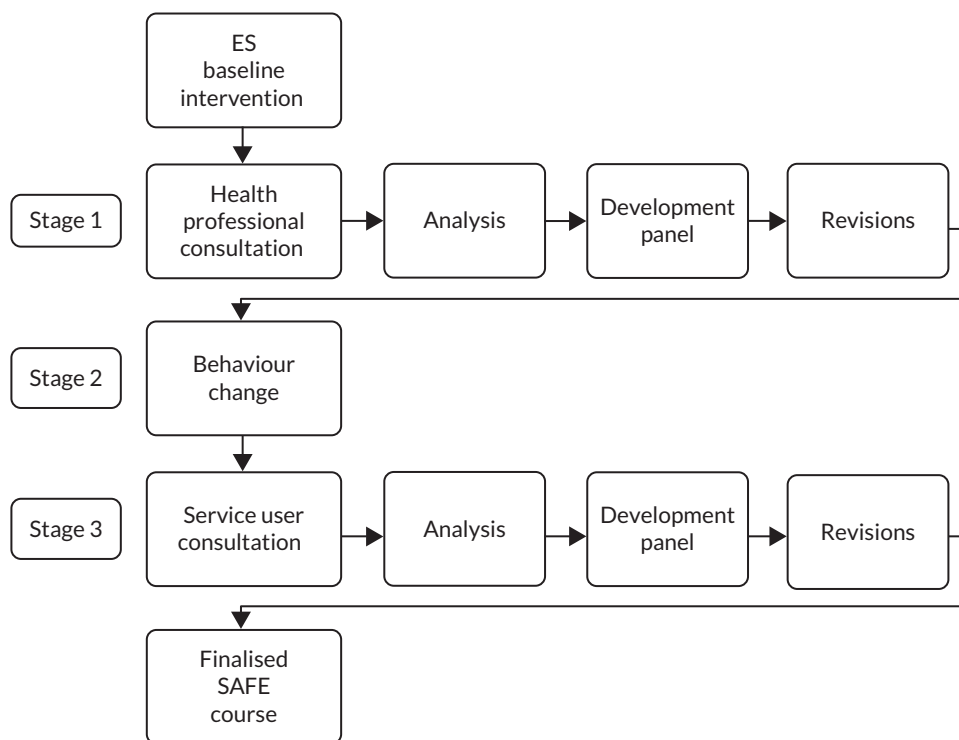 ES
baseline
intervention
Stage 1
Health
professional
consultation
Analysis
Development
panel
Revisions
Stage 2
Behaviour
change
Stage 3
Service user
consultation
Analysis
Development
panel
Revisions
Finalised
SAFE
course